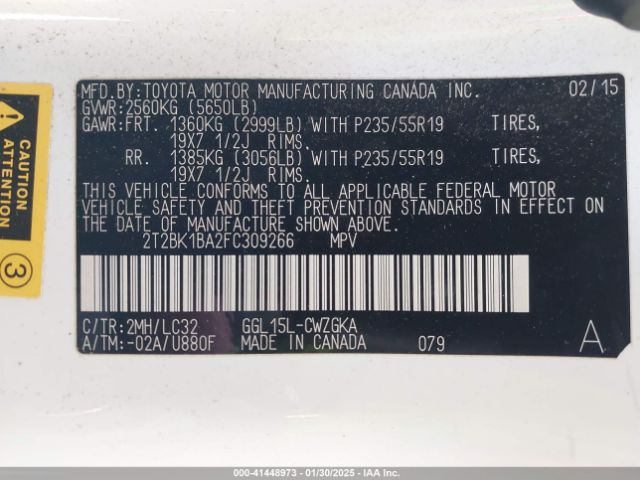 MFD.BY:TOYOTA MOTOR MANUFACTURING CANADA INC. 02/15
GVWR:2560KG (5650LB)
GAWR:FRT. 1360KG (2999LB) WITH P235/55R19 TIRES,
19X7 1/2J RIMS.
RR. 1385KG (3056LB) WITH P235/55R19 TIRES,
19X7 1/2J RIMS.
THIS VEHICLE CONFORMS TO ALL APPLICABLE FEDERAL MOTOR
VEHICLE SAFETY AND THEFT PREVENTION STANDARDS IN EFFECT ON
THE DATE OF MANUFACTURE SHOWN ABOVE.
2T2BK1BA2FC309266 MPV
C/TR:2MH/LC32 GGL15L-CWZGKA
A/TM:-02A/U880F MADE IN CANADA 079 A
CAUTION
ATTENTION
3
000-41448973 - 01/30/2025 - IAA Inc.